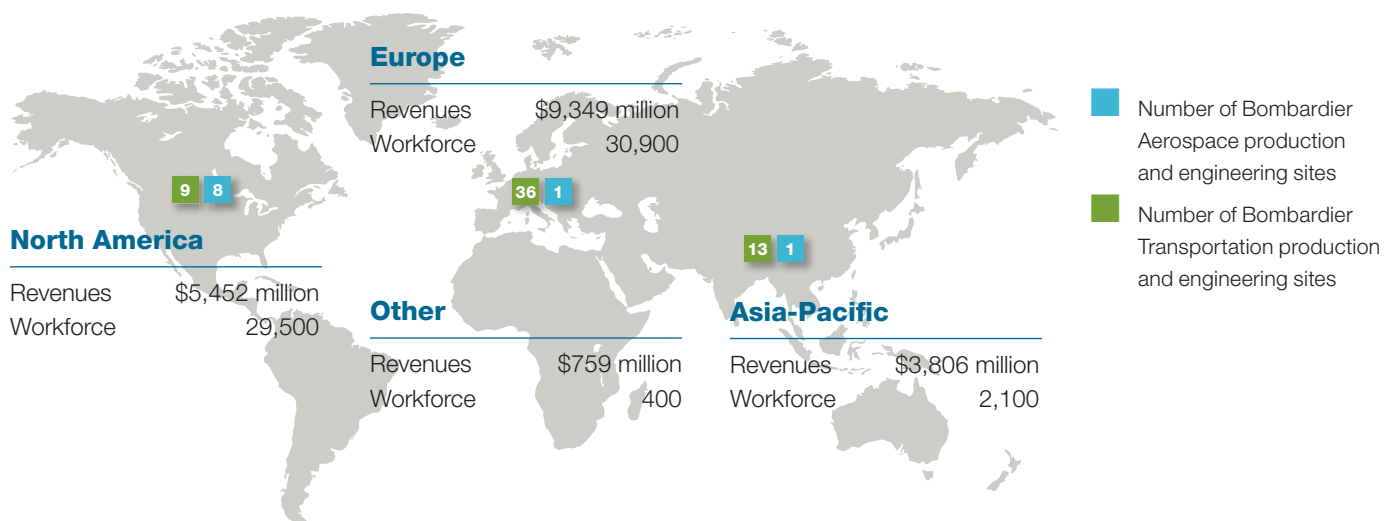 Europe
Revenues $9,349 million
Workforce 30,900
9 8
36 1
North America
Revenues $5,452 million
Workforce 29,500
13 1
Other
Revenues $759 million
Workforce 400
Asia-Pacific
Revenues $3,806 million
Workforce 2,100
Number of Bombardier
Aerospace production
and engineering sites
Number of Bombardier
Transportation production
and engineering sites